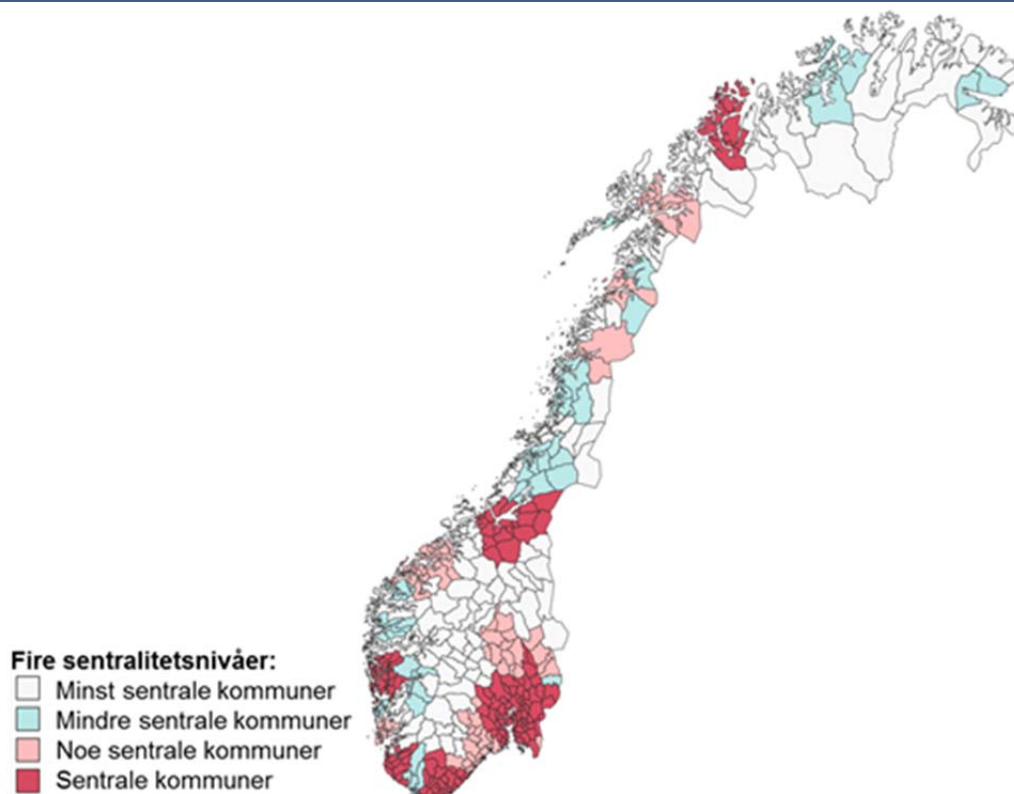 Fire sentralitetsnivåer:
Minst sentrale kommuner
Mindre sentrale kommuner
Noe sentrale kommuner
Sentrale kommuner